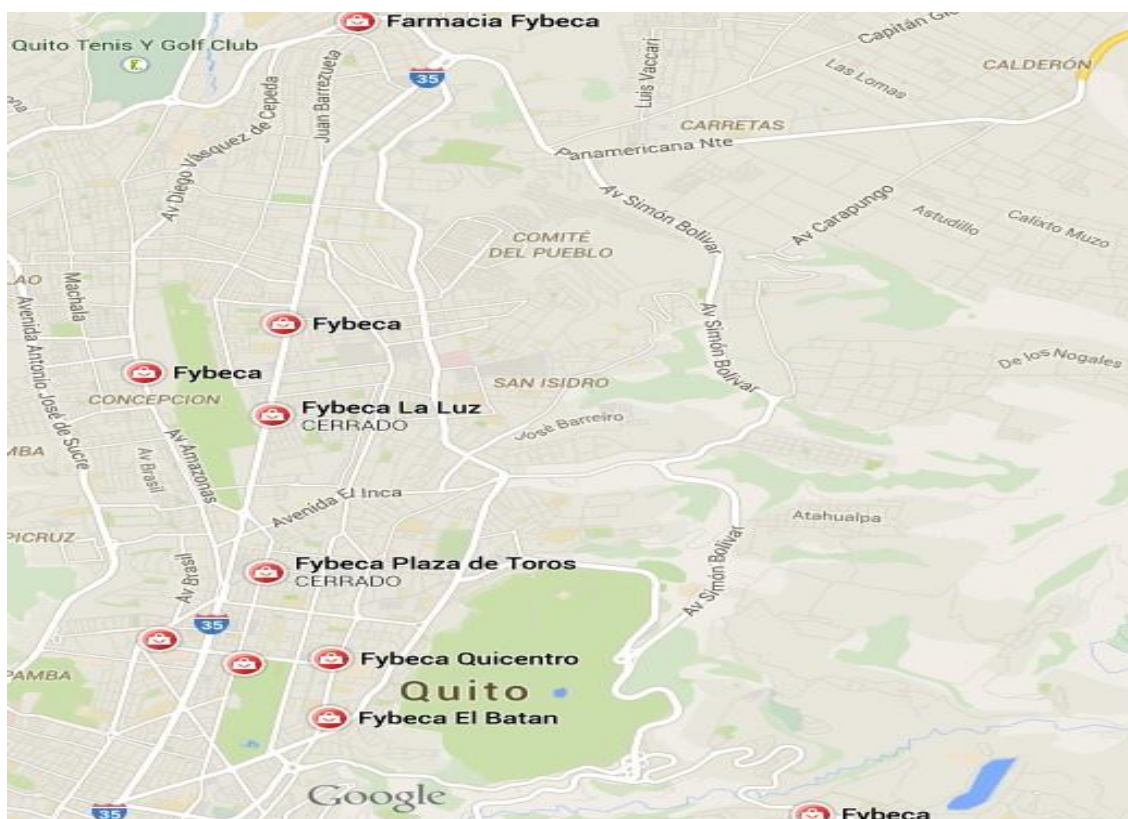 Farmacia Fybeca
Quito Tenis Y Golf Club
35
Juan Barrezueta
Av Diego Vásquez de Cepeda
Luis Vaccari
Las Lomas
CALDERÓN
CARRETAS
Panamericana Nte
Av Simón Bolívar
Av Carapungo
Astudillo
Calixto Muzo
COMITÉ
DEL PUEBLO
Machala
Avenida Antonio José de Sucre
Fybeca
Av Simón Bolívar
De los Nogales
Fybeca
CONCEPCION
SAN ISIDRO
Fybeca La Luz
CERRADO
José Barreiro
Av Amazonas
Av Brasil
Avenida El Inca
Atahualpa
PICRUZ
Fybeca Plaza de Toros
CERRADO
Av Brasil
Av Simón Bolívar
35
Fybeca Quicentro
PAMBA
Quito
Fybeca El Batan
Google
35
Fybeca